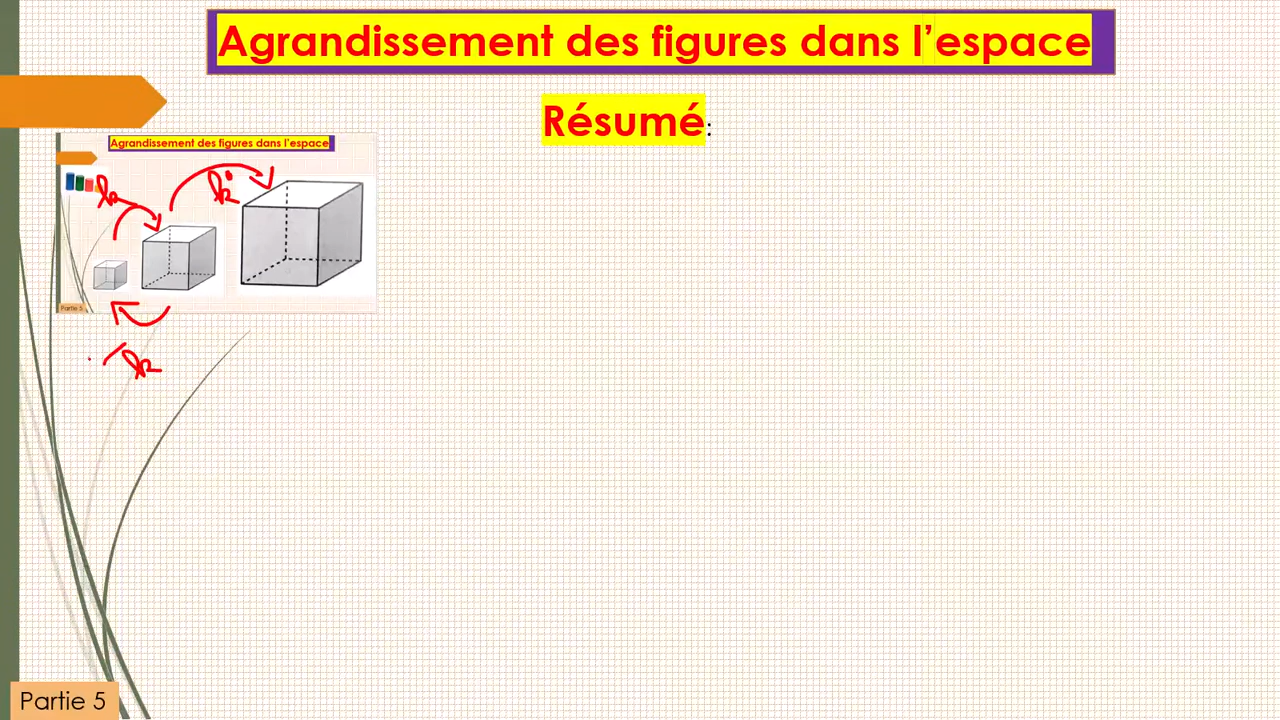 Agrandissement des figures dans l'espace
Résumé:
Agrandissement des figures dans l'espace
k
k'
Partie 5
k
Partie 5